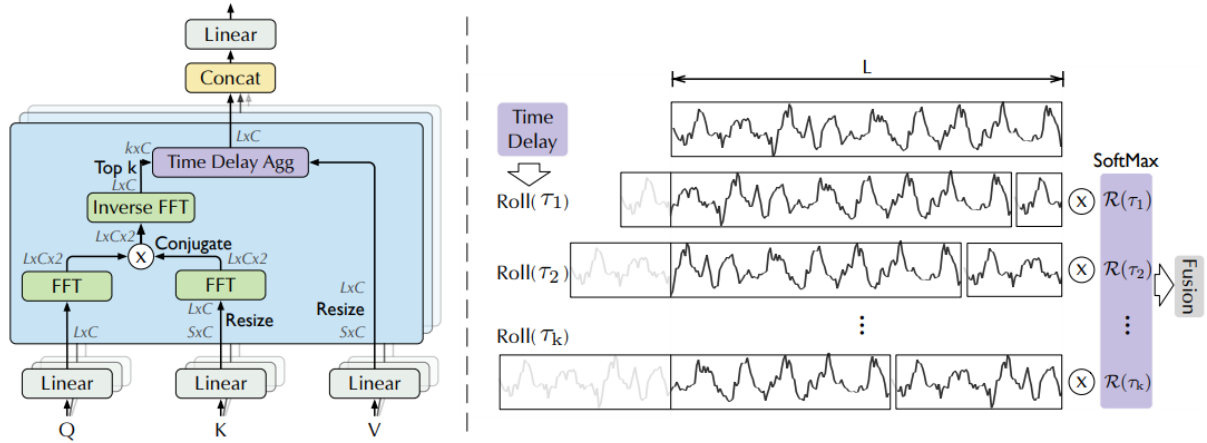 Linear
Concat
LxC
kxC
Top k
Time Delay Agg
LxC
Inverse FFT
LxCx2
Conjugate
LxCx2
X
LxCx2
FFT
FFT
LxC
Resize
LxC
Resize
LxC
SxC
SxC
Linear
Linear
Linear
Q
K
V
L
Time
Delay
SoftMax
Roll(τ₁)
X
R(τ₁)
Roll(τ₂)
X
R(τ₂)
Fusion
⋮
⋮
Roll(τₖ)
X
R(τₖ)